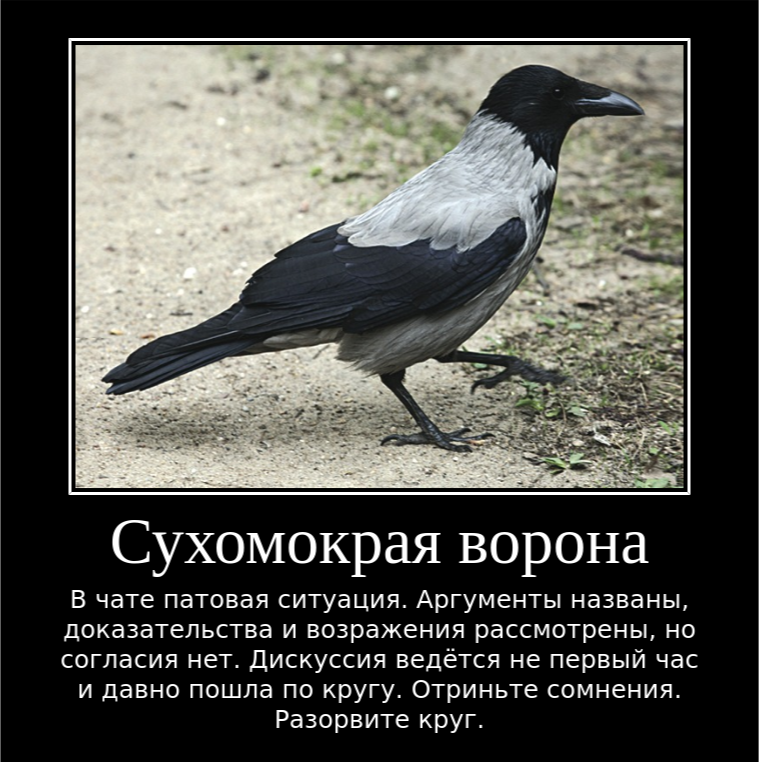 Сухомокрая ворона
В чате патовая ситуация. Аргументы названы,
доказательства и возражения рассмотрены, но
согласия нет. Дискуссия ведётся не первый час
и давно пошла по кругу. Отриньте сомнения.
Разорвите круг.